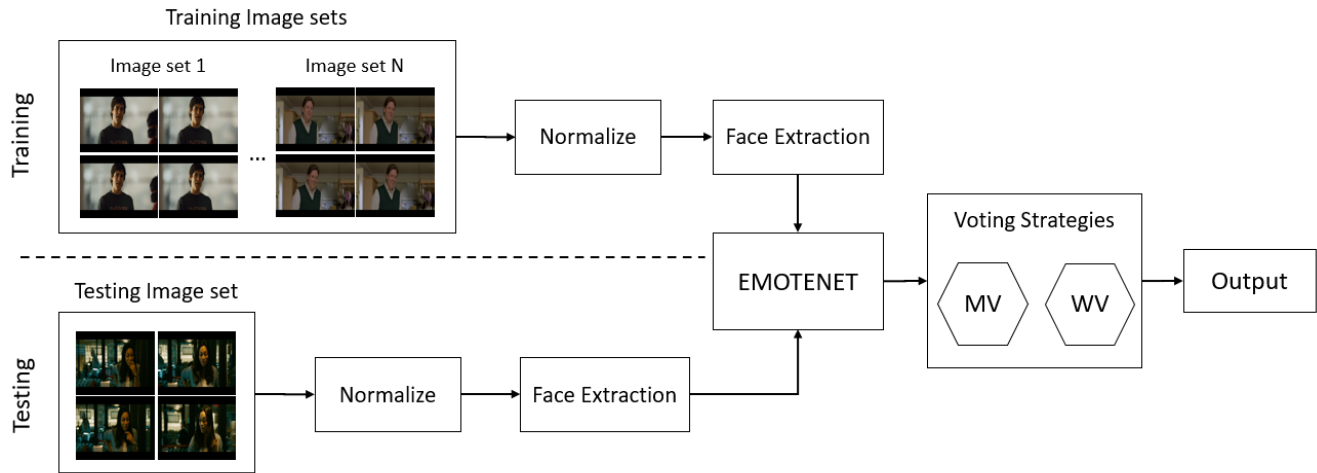 Training Image sets
Training
Image set 1
Image set N
...
Normalize
Face Extraction
EMOTENET
Voting Strategies
MV
WV
Output
Testing Image set
Testing
Normalize
Face Extraction